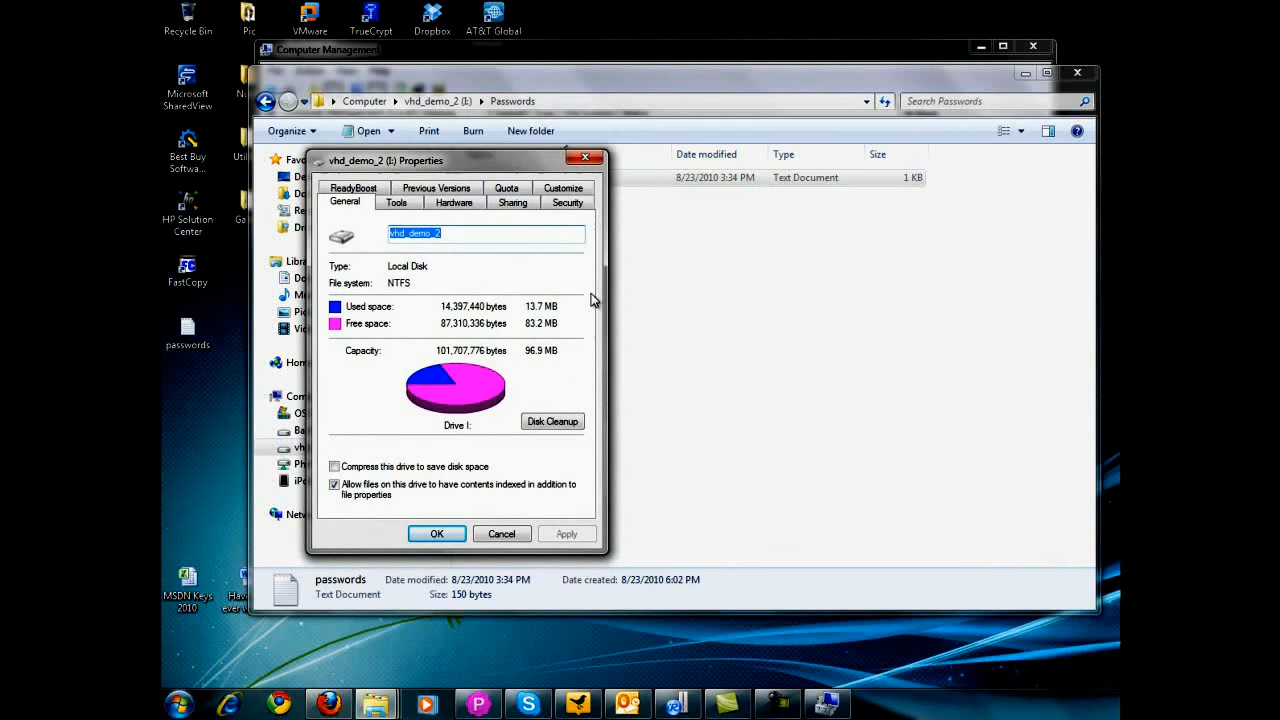 Recycle Bin
Pic
VMware
TrueCrypt
Dropbox
AT&T Global
Computer Management
Microsoft
SharedView
Best Buy
Softwa...
HP Solution
Center
FastCopy
passwords
MSDN Keys
2010
Computer vhd_demo_2 (I:) Passwords
Search Passwords
Organize Open Print Burn New folder
Date modified Type Size
8/23/2010 3:34 PM Text Document 1 KB
vhd_demo_2 (I:) Properties
ReadyBoost Previous Versions Quota Customize
General Tools Hardware Sharing Security
vhd_demo_2
Type: Local Disk
File system: NTFS
Used space: 14,397,440 bytes 13.7 MB
Free space: 87,310,336 bytes 83.2 MB
Capacity: 101,707,776 bytes 96.9 MB
Drive I:
Disk Cleanup
Compress this drive to save disk space
Allow files on this drive to have contents indexed in addition to
file properties
OK Cancel Apply
passwords Date modified: 8/23/2010 3:34 PM Date created: 8/23/2010 6:02 PM
Text Document Size: 150 bytes